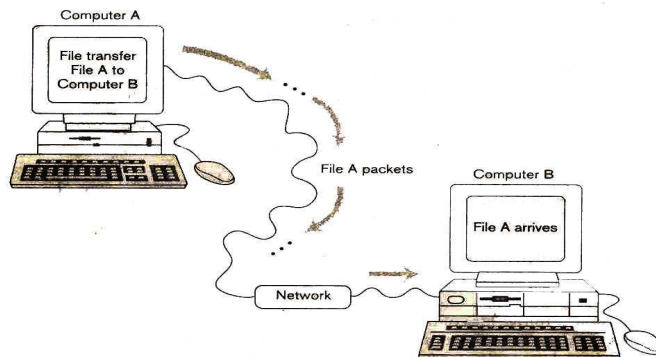 Computer A
File transfer
File A to
Computer B
File A packets
Computer B
File A arrives
Network